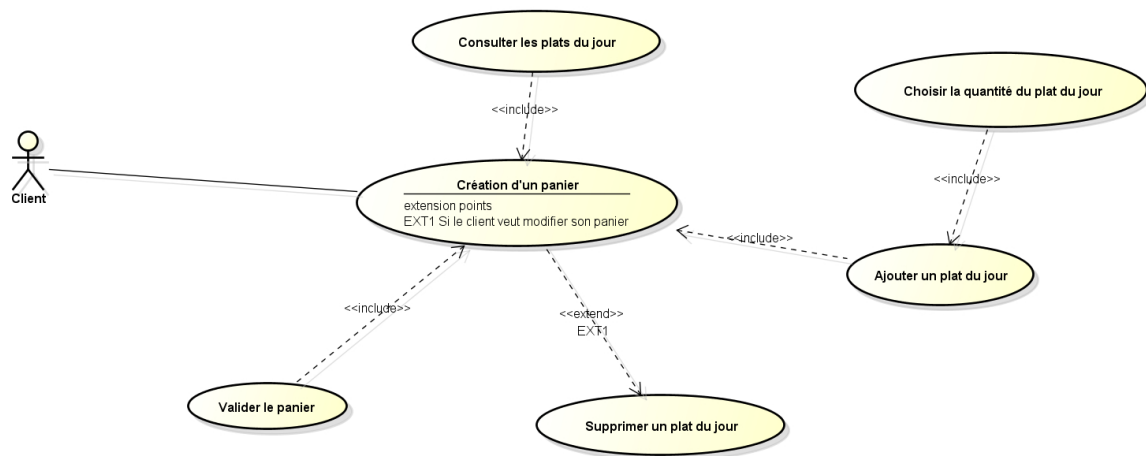 Consulter les plats du jour
Choisir la quantité du plat du jour
<<include>>
<<include>>
Client
Création d'un panier
extension points
EXT1 Si le client veut modifier son panier
<<include>>
Ajouter un plat du jour
<<include>>
<<extend>>
EXT1
Valider le panier
Supprimer un plat du jour